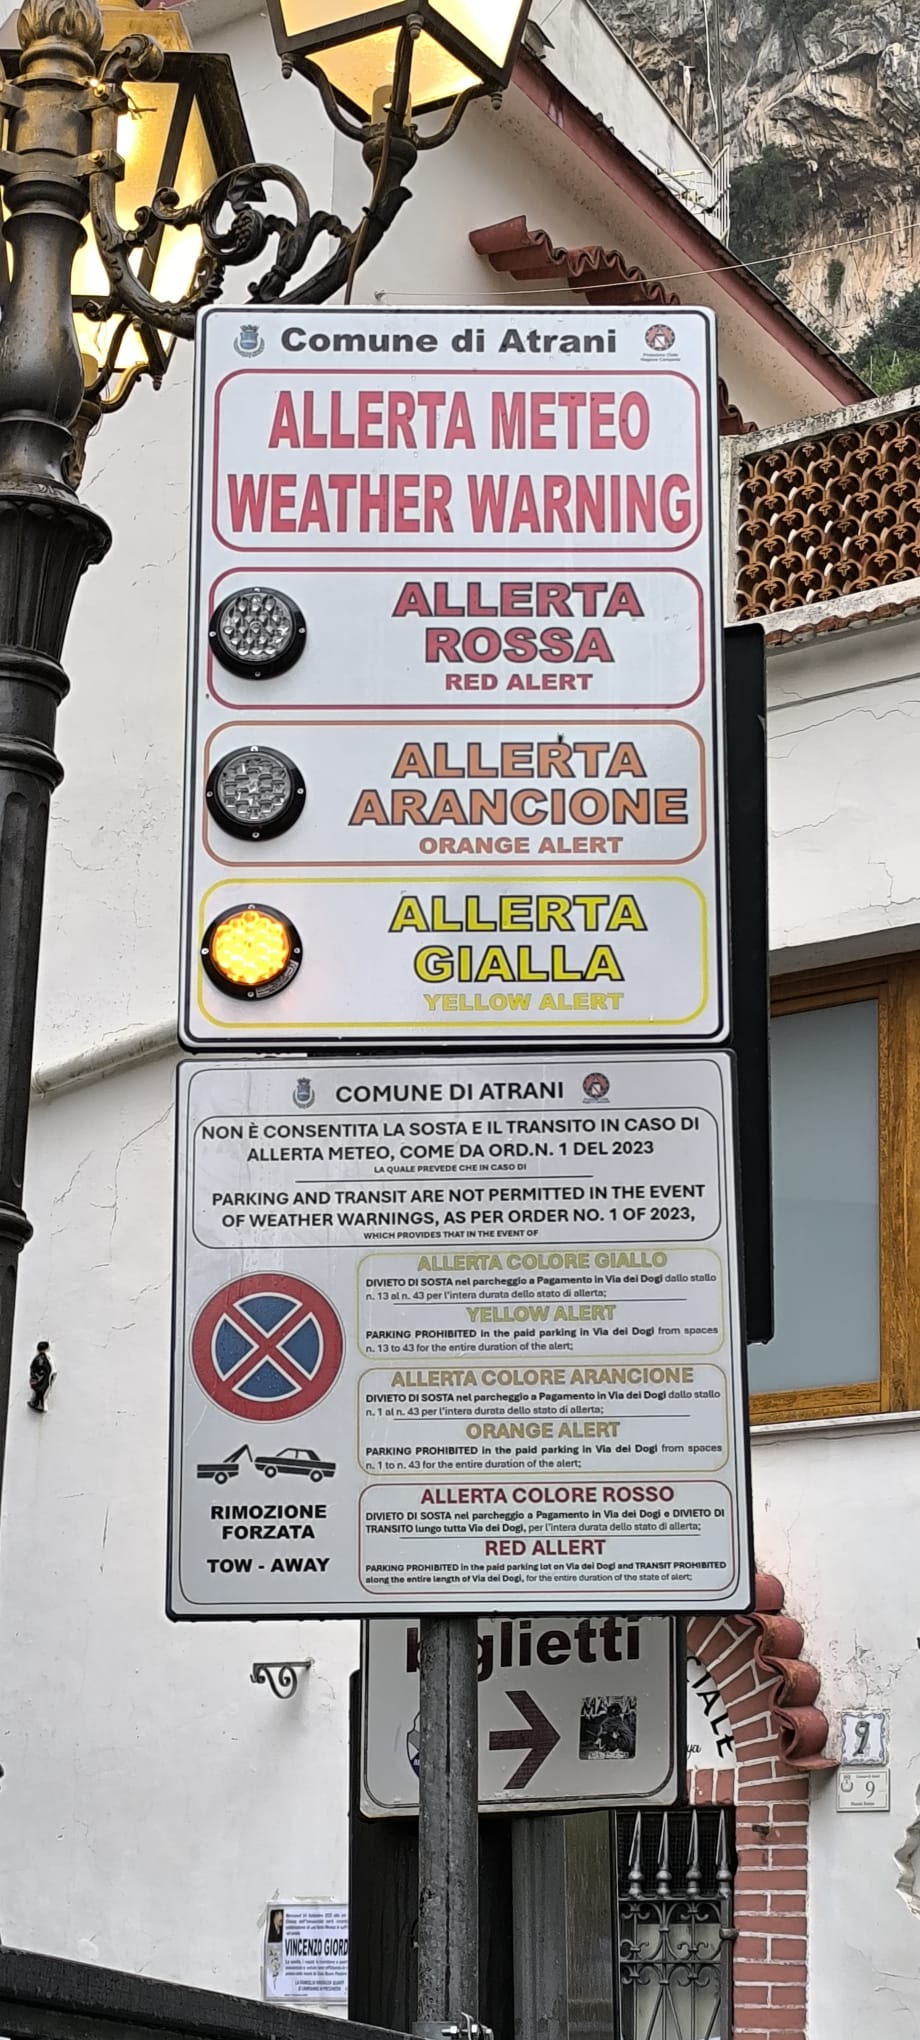 Comune di Atrani
Protezione Civile
Regione Campania
ALLERTA METEO
WEATHER WARNING
ALLERTA
ROSSA
RED ALERT
ALLERTA
ARANCIONE
ORANGE ALERT
ALLERTA
GIALLA
YELLOW ALERT
COMUNE DI ATRANI
NON È CONSENTITA LA SOSTA E IL TRANSITO IN CASO DI
ALLERTA METEO, COME DA ORD.N. 1 DEL 2023
LA QUALE PREVEDE CHE IN CASO DI
PARKING AND TRANSIT ARE NOT PERMITTED IN THE EVENT
OF WEATHER WARNINGS, AS PER ORDER NO. 1 OF 2023,
WHICH PROVIDES THAT IN THE EVENT OF
ALLERTA COLORE GIALLO
DIVIETO DI SOSTA nel parcheggio a Pagamento in Via dei Dogi dallo stallo
n. 13 al n. 43 per l'intera durata dello stato di allerta;
YELLOW ALERT
PARKING PROHIBITED in the paid parking in Via dei Dogi from spaces
n. 13 to 43 for the entire duration of the alert;
ALLERTA COLORE ARANCIONE
DIVIETO DI SOSTA nel parcheggio a Pagamento in Via dei Dogi dallo stallo
n. 1 al n. 43 per l'intera durata dello stato di allerta;
ORANGE ALERT
PARKING PROHIBITED in the paid parking in Via dei Dogi from spaces
n. 1 to n. 43 for the entire duration of the alert;
ALLERTA COLORE ROSSO
DIVIETO DI SOSTA nel parcheggio a Pagamento in Via dei Dogi e DIVIETO DI
TRANSITO lungo tutta Via dei Dogi, per l'intera durata dello stato di allerta;
RED ALLERT
PARKING PROHIBITED in the paid parking lot on Via dei Dogi and TRANSIT PROHIBITED
along the entire length of Via dei Dogi, for the entire duration of the state of alert;
RIMOZIONE
FORZATA
TOW - AWAY
biglietti
CIALE
9
9
VINCENZO GIORD